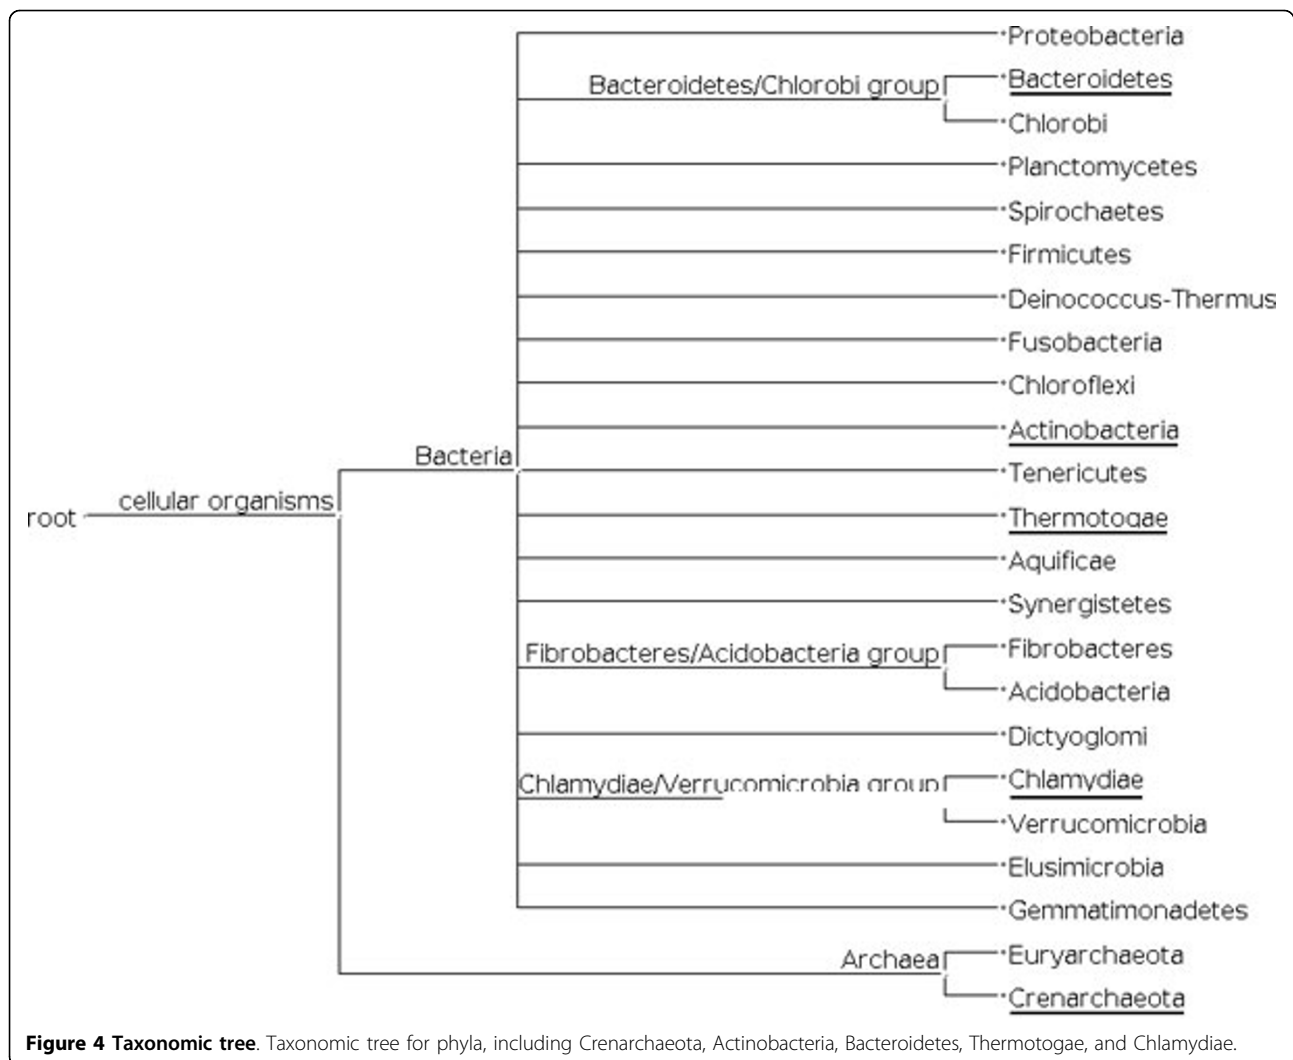 Proteobacteria
Bacteroidetes/Chlorobi group
Bacteroidetes
Chlorobi
Planctomycetes
Spirochaetes
Firmicutes
Deinococcus-Thermus
Fusobacteria
Chloroflexi
Actinobacteria
Bacteria
Tenericutes
cellular organisms
root
Thermotogae
Aquificae
Synergistetes
Fibrobacteres/Acidobacteria group
Fibrobacteres
Acidobacteria
Dictyoglomi
Chlamydiae/Verrucomicrobia group
Chlamydiae
Verrucomicrobia
Elusimicrobia
Gemmatimonadetes
Archaea
Euryarchaeota
Crenarchaeota
Figure 4 Taxonomic tree. Taxonomic tree for phyla, including Crenarchaeota, Actinobacteria, Bacteroidetes, Thermotogae, and Chlamydiae.